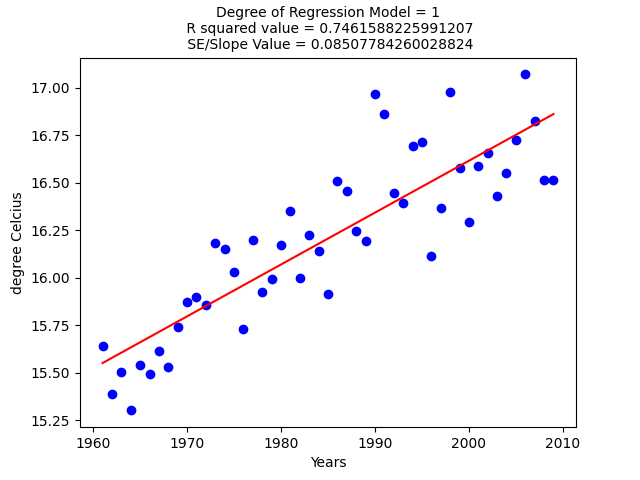 Degree of Regression Model = 1
R squared value = 0.7461588225991207
SE/Slope Value = 0.08507784260028824
17.00
16.75
16.50
16.25
16.00
15.75
15.50
15.25
degree Celcius
1960 1970 1980 1990 2000 2010
Years